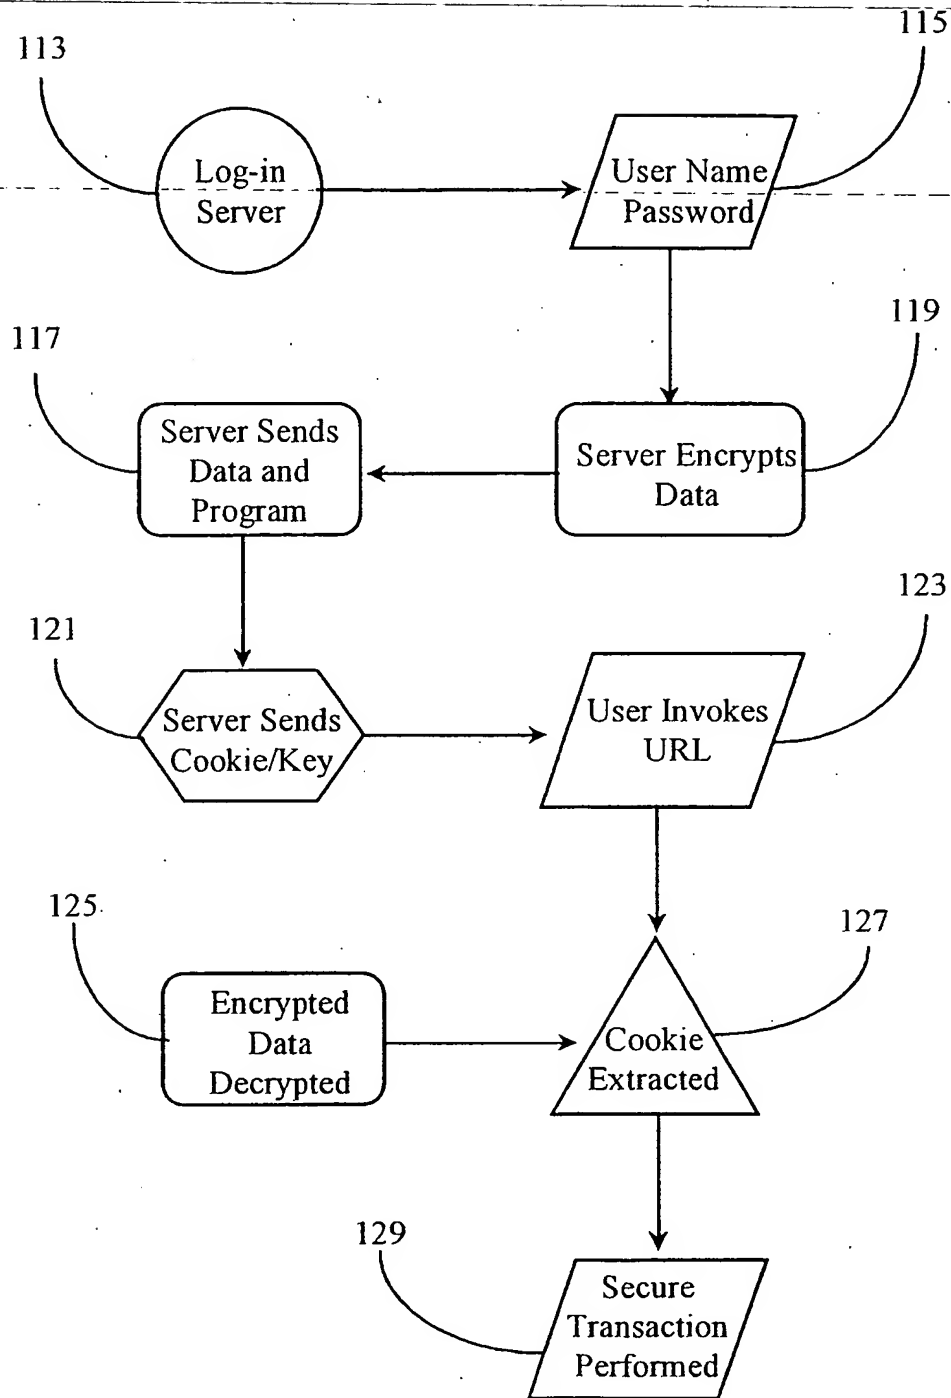 113
115
Log-in
Server
User Name
Password
117
119
Server Sends
Data and
Program
Server Encrypts
Data
121
123
Server Sends
Cookie/Key
User Invokes
URL
125
127
Encrypted
Data
Decrypted
Cookie
Extracted
129
Secure
Transaction
Performed